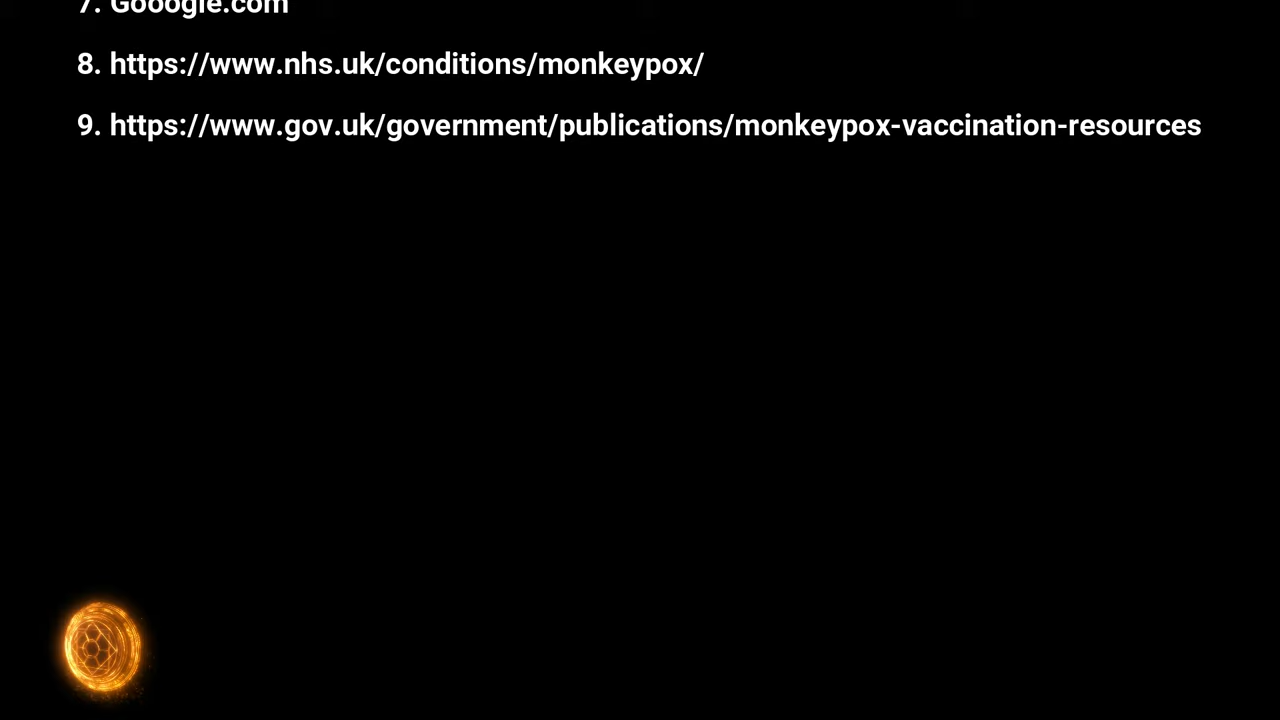 7. Gooogle.com
8. https://www.nhs.uk/conditions/monkeypox/
9. https://www.gov.uk/government/publications/monkeypox-vaccination-resources